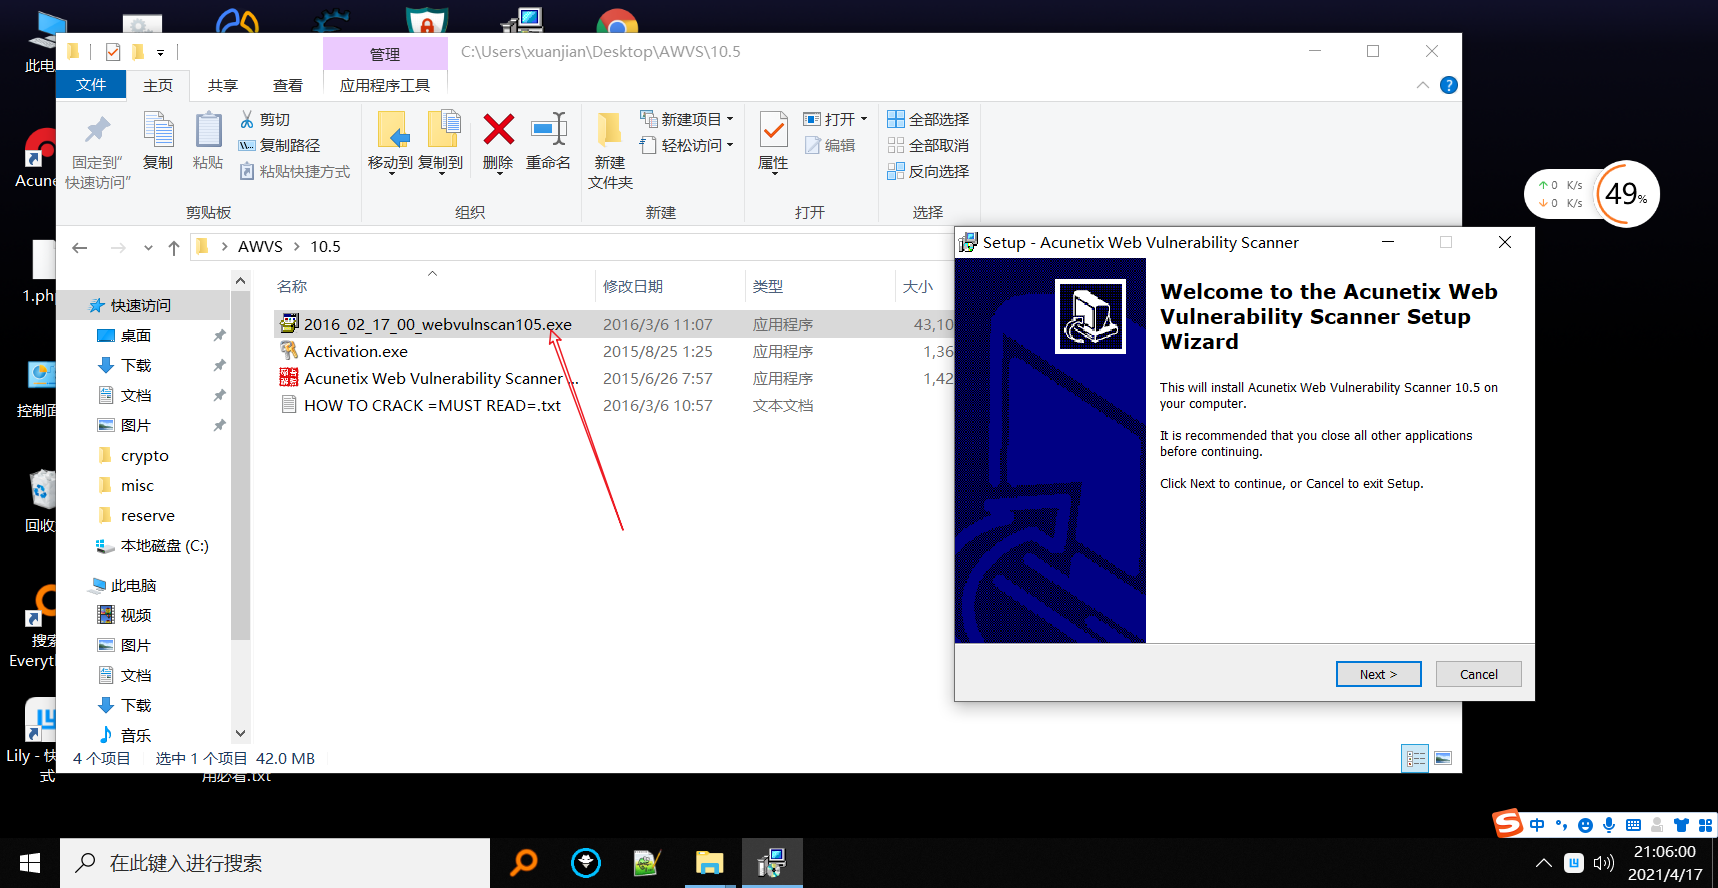 此电
管理
C:\Users\xuanjian\Desktop\AWVS\10.5
文件
主页
共享
查看
应用程序工具
固定到"
快速访问"
复制
粘贴
剪切
复制路径
粘贴快捷方式
剪贴板
移动到
复制到
删除
重命名
组织
新建
文件夹
新建项目
轻松访问
新建
属性
打开
编辑
打开
全部选择
全部取消
反向选择
选择
Acune
1.ph
控制面
回收
搜索
Everyth
Lily - 快
式
用必看.txt
AWVS
10.5
快速访问
桌面
下载
文档
图片
crypto
misc
reserve
本地磁盘 (C:)
此电脑
视频
图片
文档
下载
音乐
名称
修改日期
类型
大小
2016_02_17_00_webvulnscan105.exe
2016/3/6 11:07
应用程序
43,10
Activation.exe
2015/8/25 1:25
应用程序
1,36
Acunetix Web Vulnerability Scanner ...
2015/6/26 7:57
应用程序
1,42
HOW TO CRACK =MUST READ=.txt
2016/3/6 10:57
文本文档
4 个项目
选中 1 个项目 42.0 MB
Setup - Acunetix Web Vulnerability Scanner
Welcome to the Acunetix Web
Vulnerability Scanner Setup
Wizard
This will install Acunetix Web Vulnerability Scanner 10.5 on
your computer.
It is recommended that you close all other applications
before continuing.
Click Next to continue, or Cancel to exit Setup.
Next >
Cancel
0 K/s
0 K/s
49%
中
在此键入进行搜索
21:06:00
2021/4/17